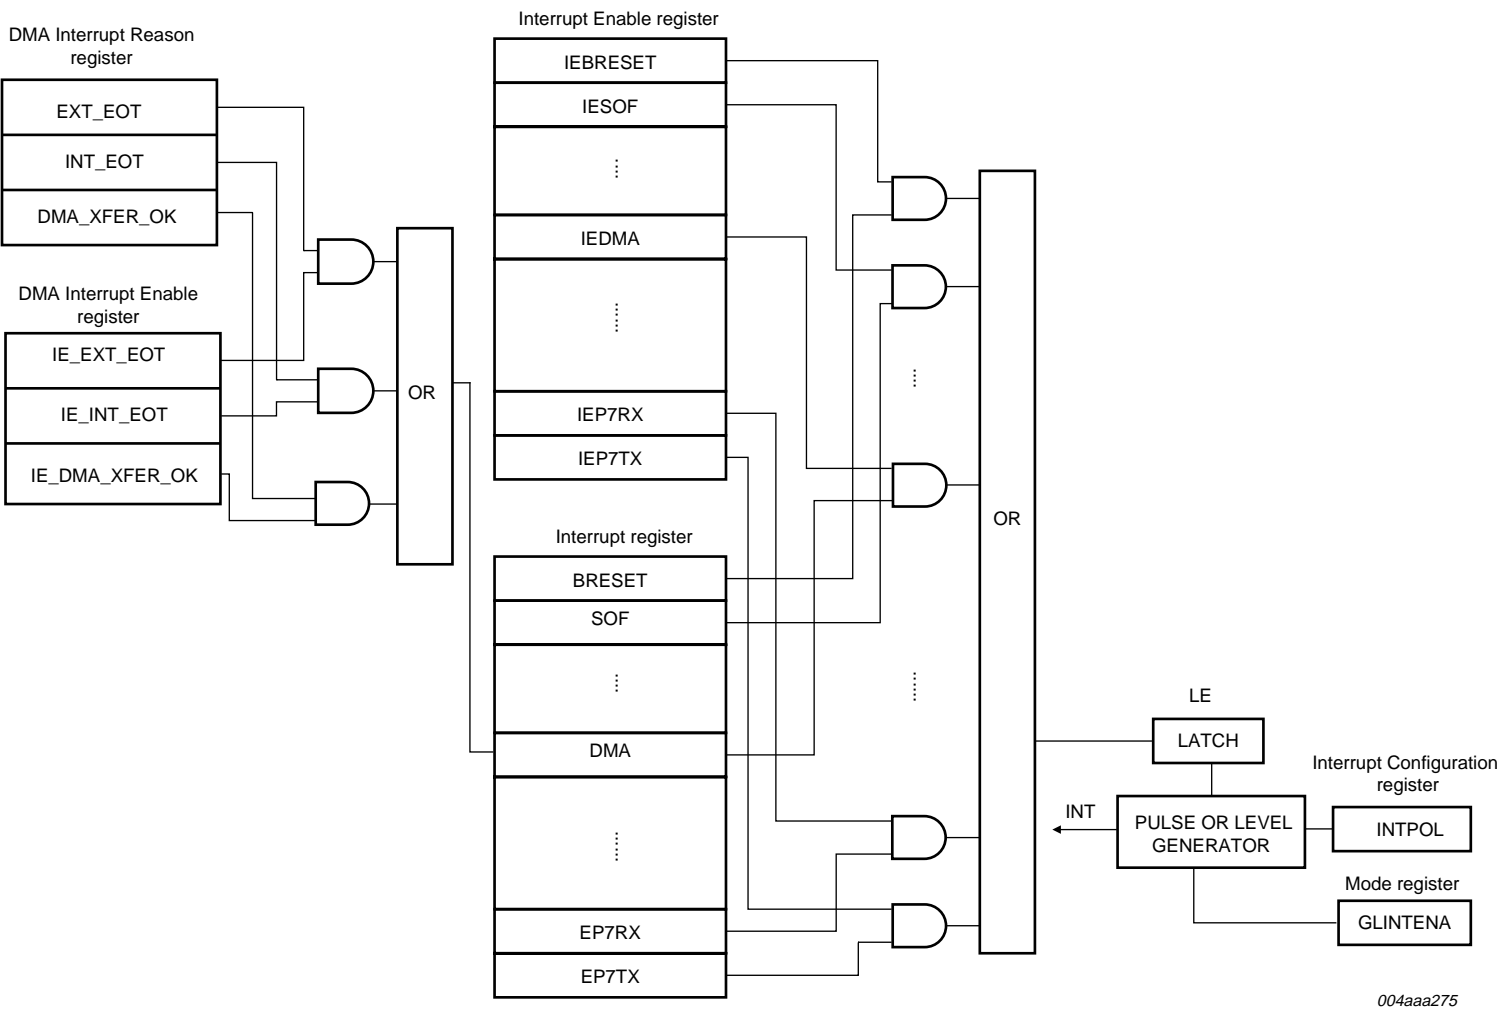 DMA Interrupt Reason
register
EXT_EOT
INT_EOT
DMA_XFER_OK
DMA Interrupt Enable
register
IE_EXT_EOT
IE_INT_EOT
IE_DMA_XFER_OK
OR
Interrupt Enable register
IEBRESET
IESOF
IEDMA
IEP7RX
IEP7TX
Interrupt register
BRESET
SOF
DMA
EP7RX
EP7TX
OR
LE
LATCH
Interrupt Configuration
register
INT
PULSE OR LEVEL
GENERATOR
INTPOL
Mode register
GLINTENA
004aaa275